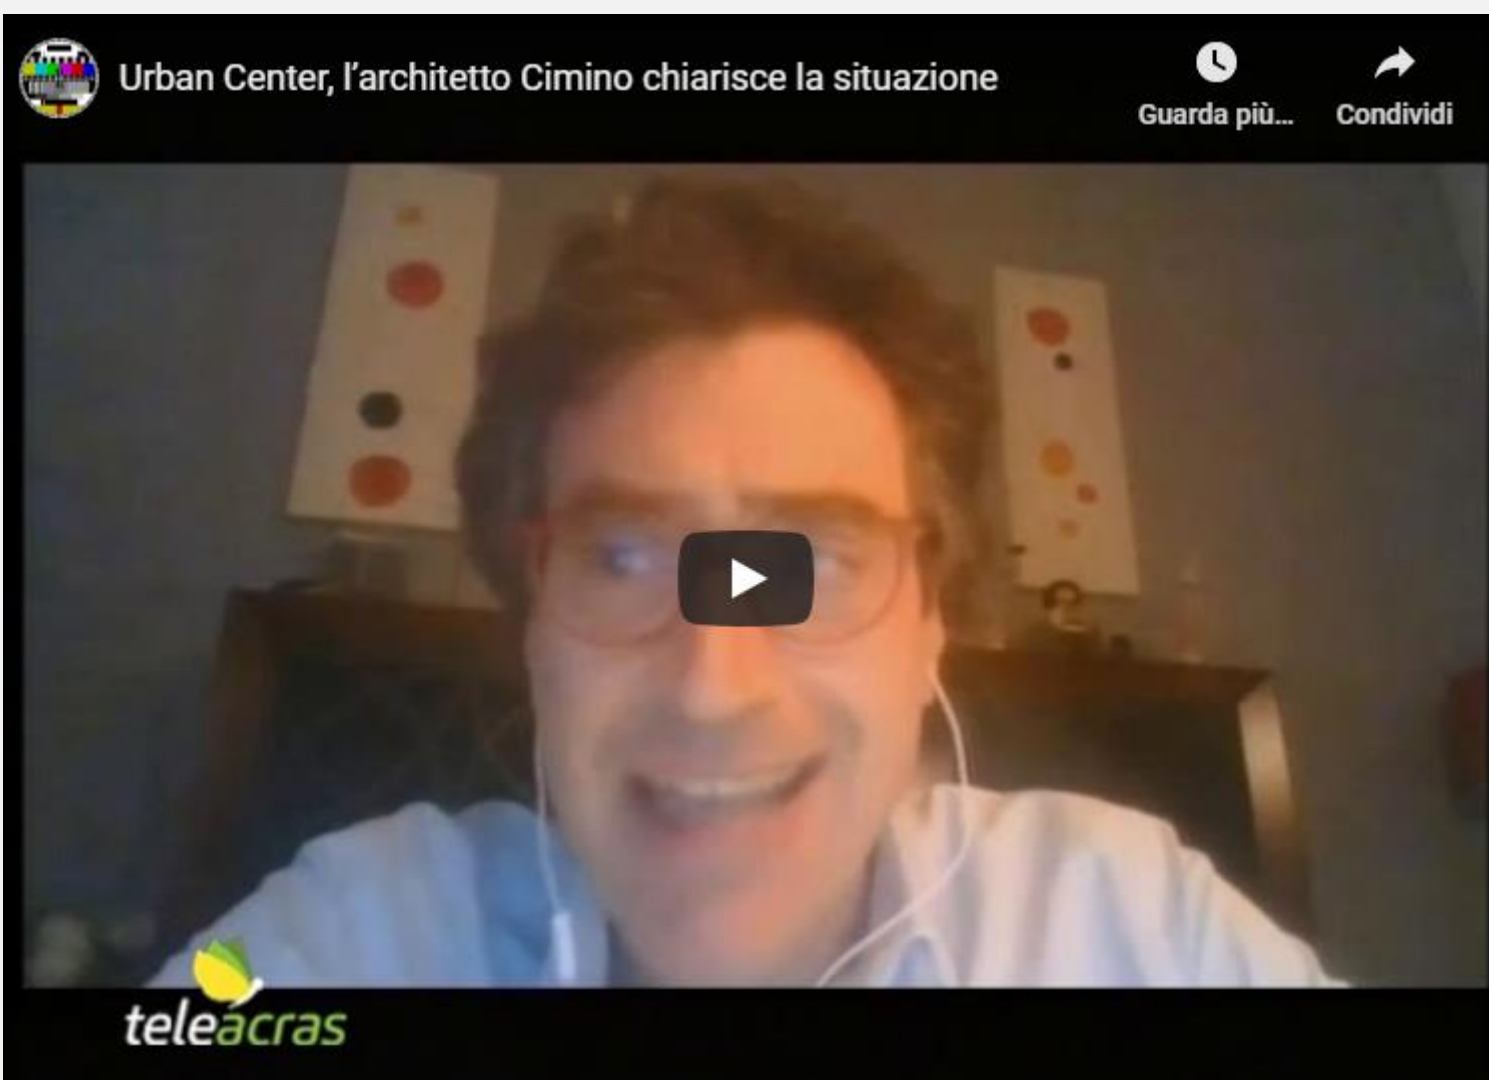 Urban Center, l’architetto Cimino chiarisce la situazione
Guarda più...
Condividi
teleacras